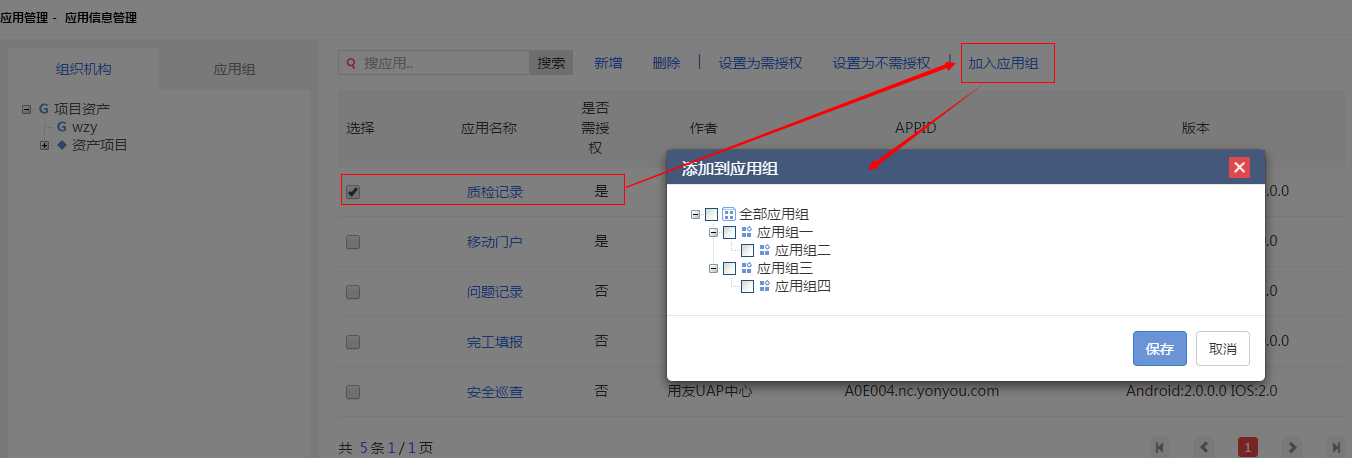 应用管理 - 应用信息管理
组织机构
应用组
项目资产
wzy
资产项目
搜应用..
搜索
新增
删除
设置为需授权
设置为不需授权
加入应用组
选择
应用名称
是否需授权
作者
APPID
版本
质检记录
是
.0.0
移动门户
是
.0
问题记录
否
.0
完工填报
否
0.0
安全巡查
否
用友UAP中心
A0E004.nc.yonyou.com
Android:2.0.0.0 IOS:2.0
添加到应用组
全部应用组
应用组一
应用组二
应用组三
应用组四
保存
取消
共 5 条 1 / 1 页
1